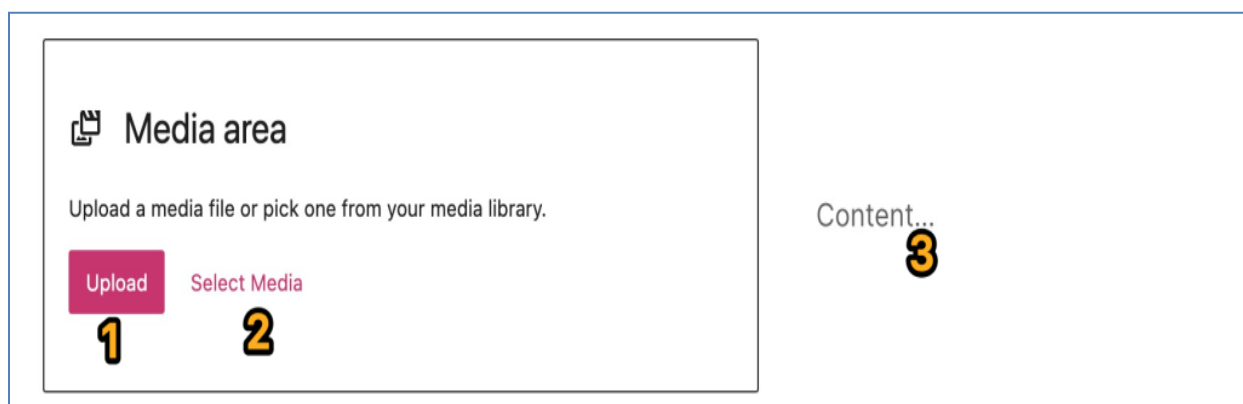 Media area
Upload a media file or pick one from your media library.
Content...
Upload Select Media
3
1 2